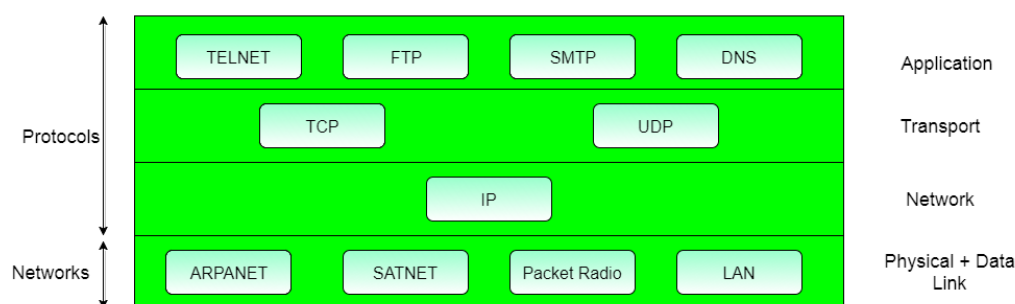 TELNET FTP SMTP DNS Application
Protocols
TCP UDP Transport
IP Network
Networks
ARPANET SATNET Packet Radio LAN
Physical + Data
Link